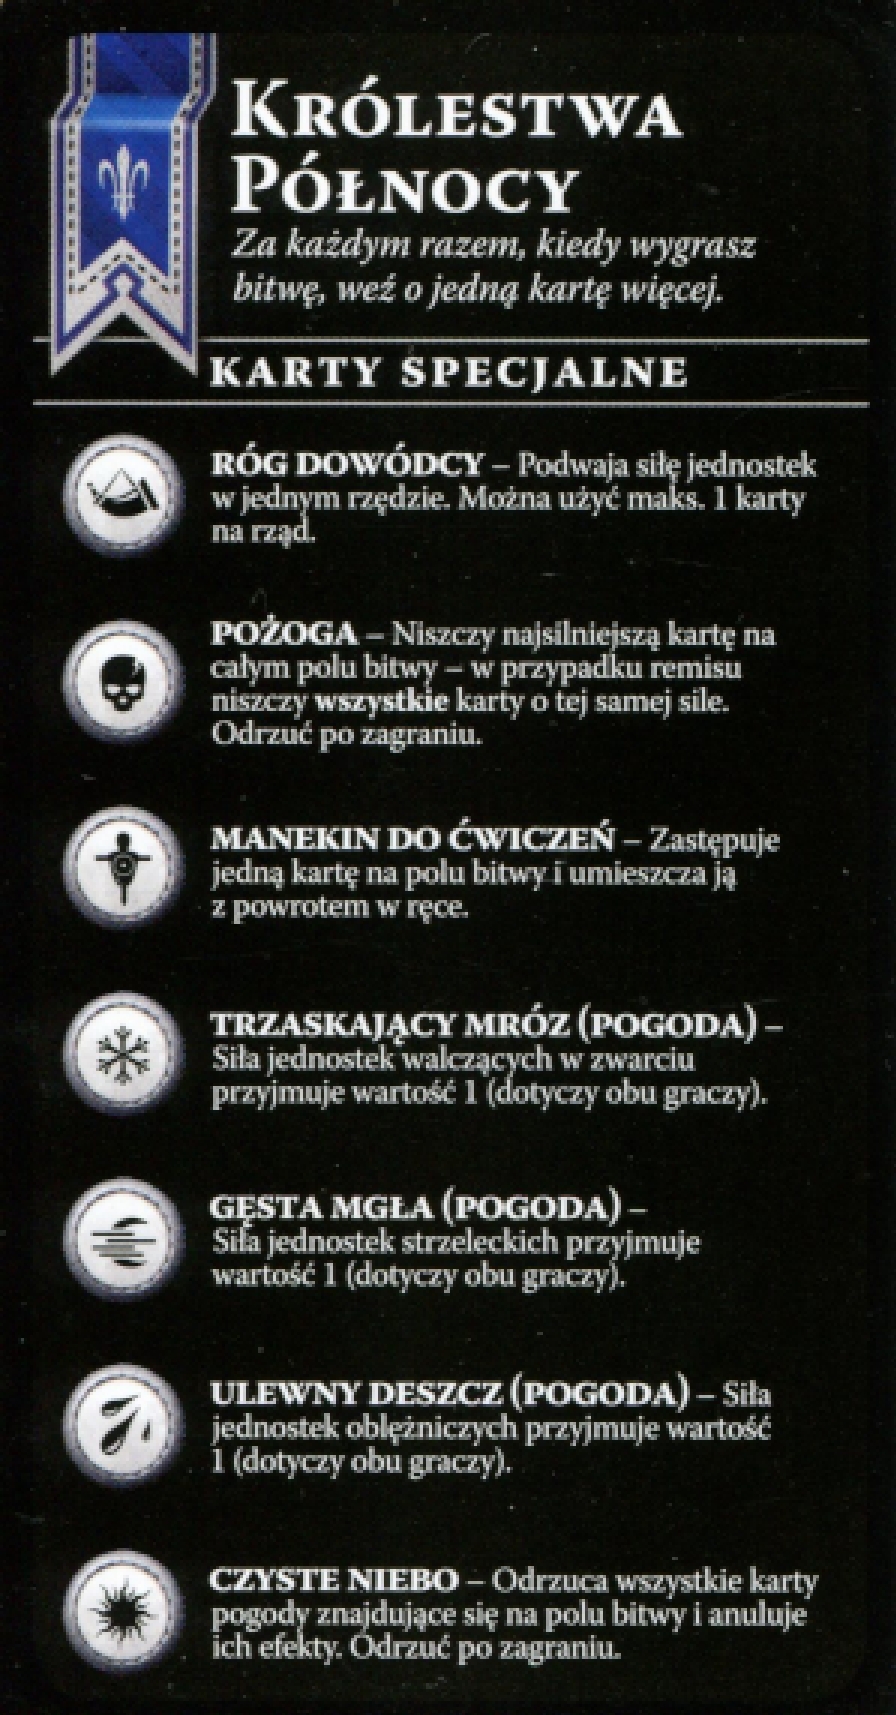 Królestwa
Północy
Za każdym razem, kiedy wygrasz
bitwę, weź o jedną kartę więcej.
KARTY SPECJALNE
RÓG DOWÓDCY – Podwaja siłę jednostek
w jednym rzędzie. Można użyć maks. 1 karty
na rząd.
POŻOGA – Niszczy najsilniejszą kartę na
całym polu bitwy – w przypadku remisu
niszczy wszystkie karty o tej samej sile.
Odrzuć po zagraniu.
MANEKIN DO ĆWICZEŃ – Zastępuje
jedną kartę na polu bitwy i umieszcza ją
z powrotem w ręce.
TRZASKAJĄCY MRÓZ (POGODA) –
Siła jednostek walczących w zwarciu
przyjmuje wartość 1 (dotyczy obu graczy).
GĘSTA MGŁA (POGODA) –
Siła jednostek strzeleckich przyjmuje
wartość 1 (dotyczy obu graczy).
ULEWNY DESZCZ (POGODA) – Siła
jednostek oblężniczych przyjmuje wartość
1 (dotyczy obu graczy).
CZYSTE NIEBO – Odrzuca wszystkie karty
pogody znajdujące się na polu bitwy i anuluje
ich efekty. Odrzuć po zagraniu.